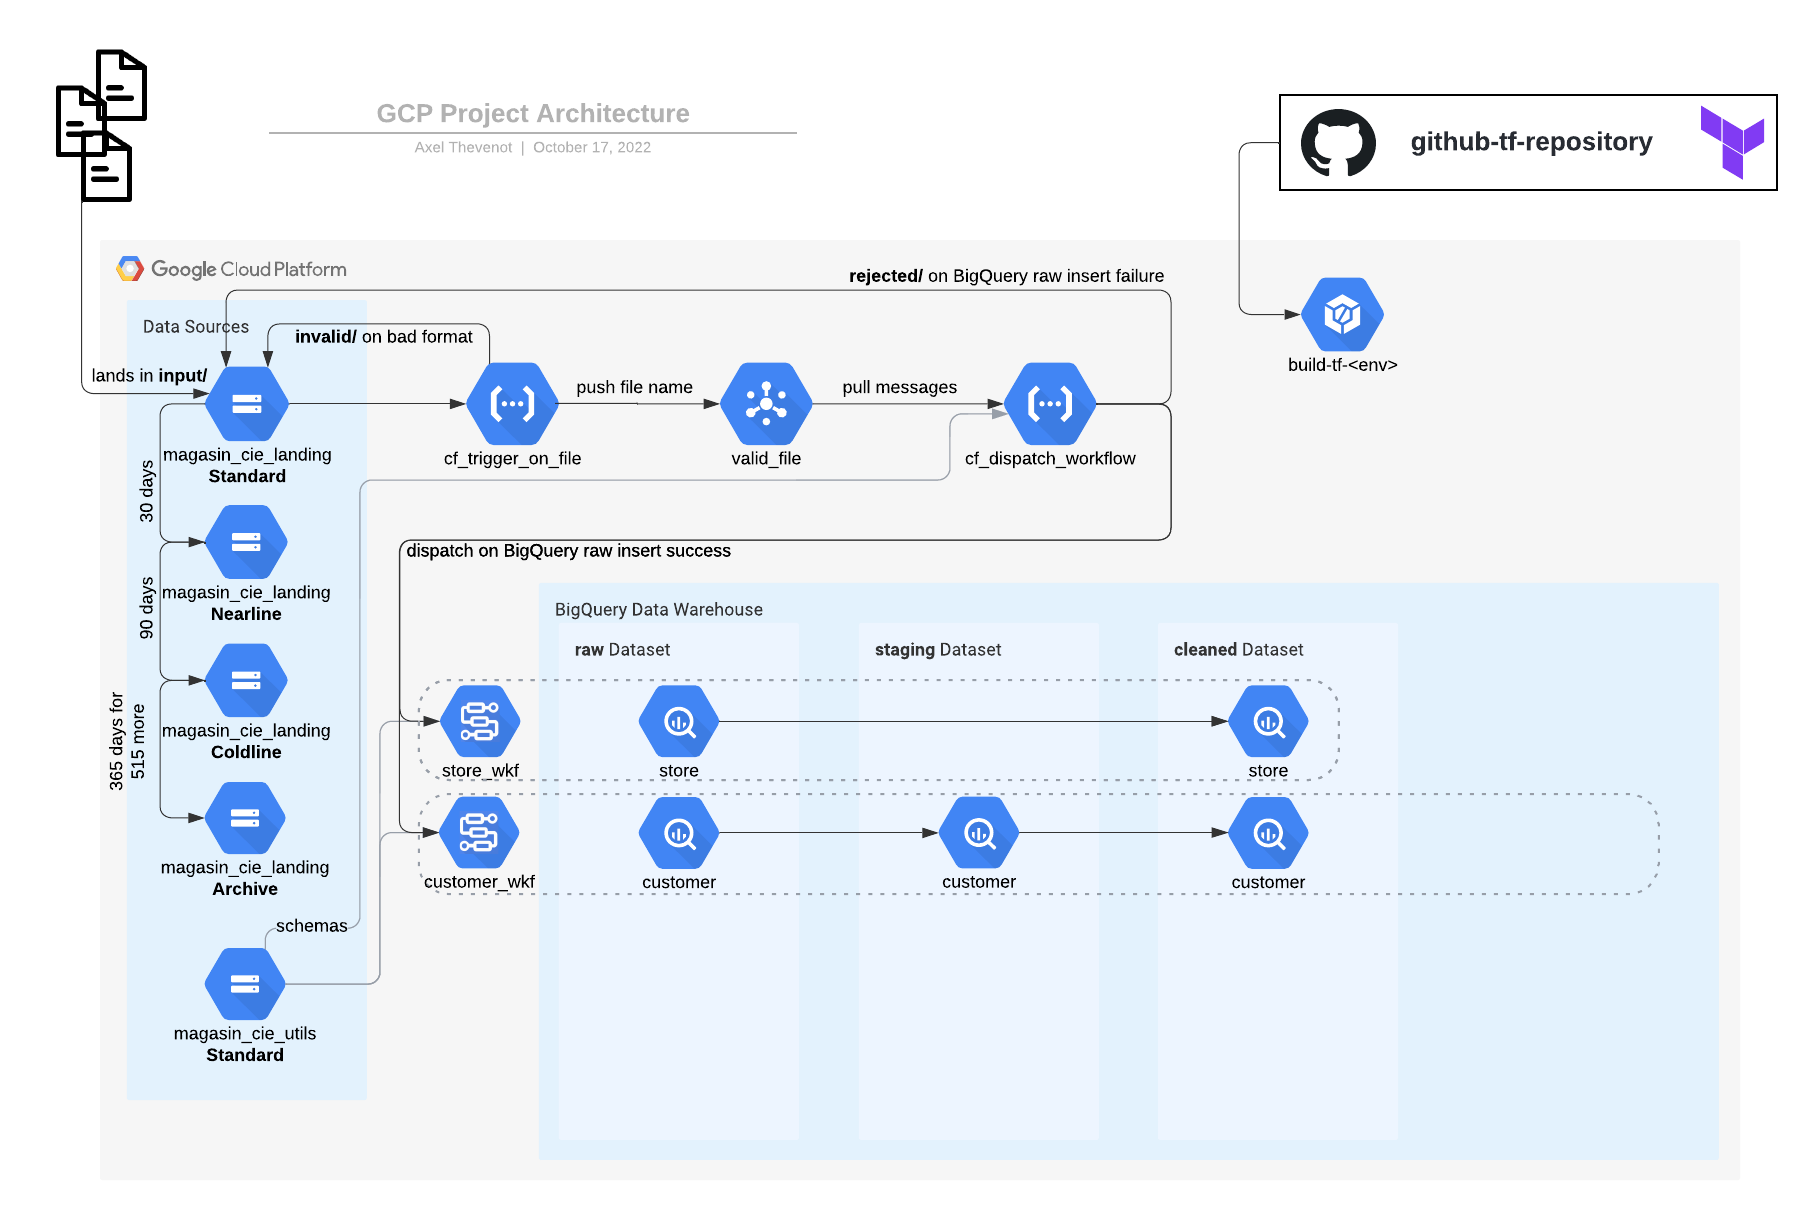 GCP Project Architecture
Axel Thevenot | October 17, 2022
github-tf-repository
Google Cloud Platform
rejected/ on BigQuery raw insert failure
Data Sources
invalid/ on bad format
build-tf-<env>
lands in input/
push file name
pull messages
magasin_cie_landing
Standard
cf_trigger_on_file
valid_file
cf_dispatch_workflow
30 days
dispatch on BigQuery raw insert success
magasin_cie_landing
Nearline
90 days
BigQuery Data Warehouse
raw Dataset
staging Dataset
cleaned Dataset
magasin_cie_landing
Coldline
365 days for
515 more
store_wkf
store
store
magasin_cie_landing
Archive
customer_wkf
customer
customer
customer
schemas
magasin_cie_utils
Standard